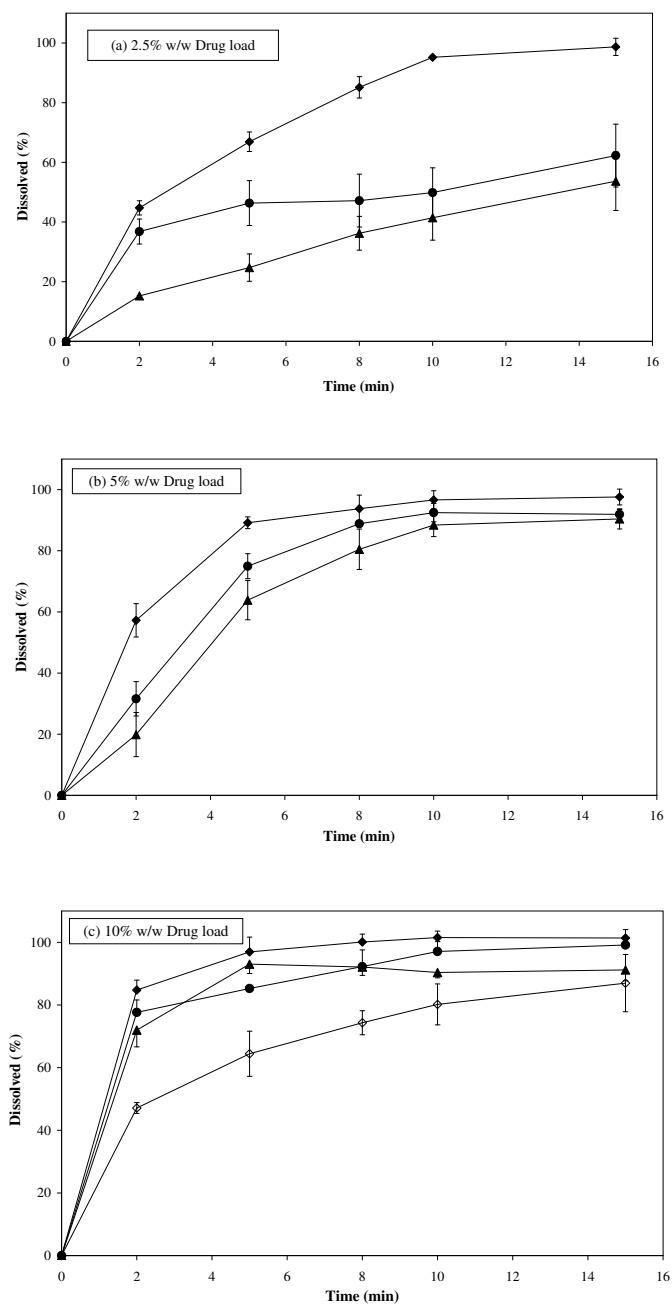 (a) 2.5% w/w Drug load
100
80
60
40
20
0
Dissolved (%)
0 2 4 6 8 10 12 14 16
Time (min)
(b) 5% w/w Drug load
100
80
60
40
20
0
Dissolved (%)
0 2 4 6 8 10 12 14 16
Time (min)
(c) 10% w/w Drug load
100
80
60
40
20
0
Dissolved (%)
0 2 4 6 8 10 12 14 16
Time (min)